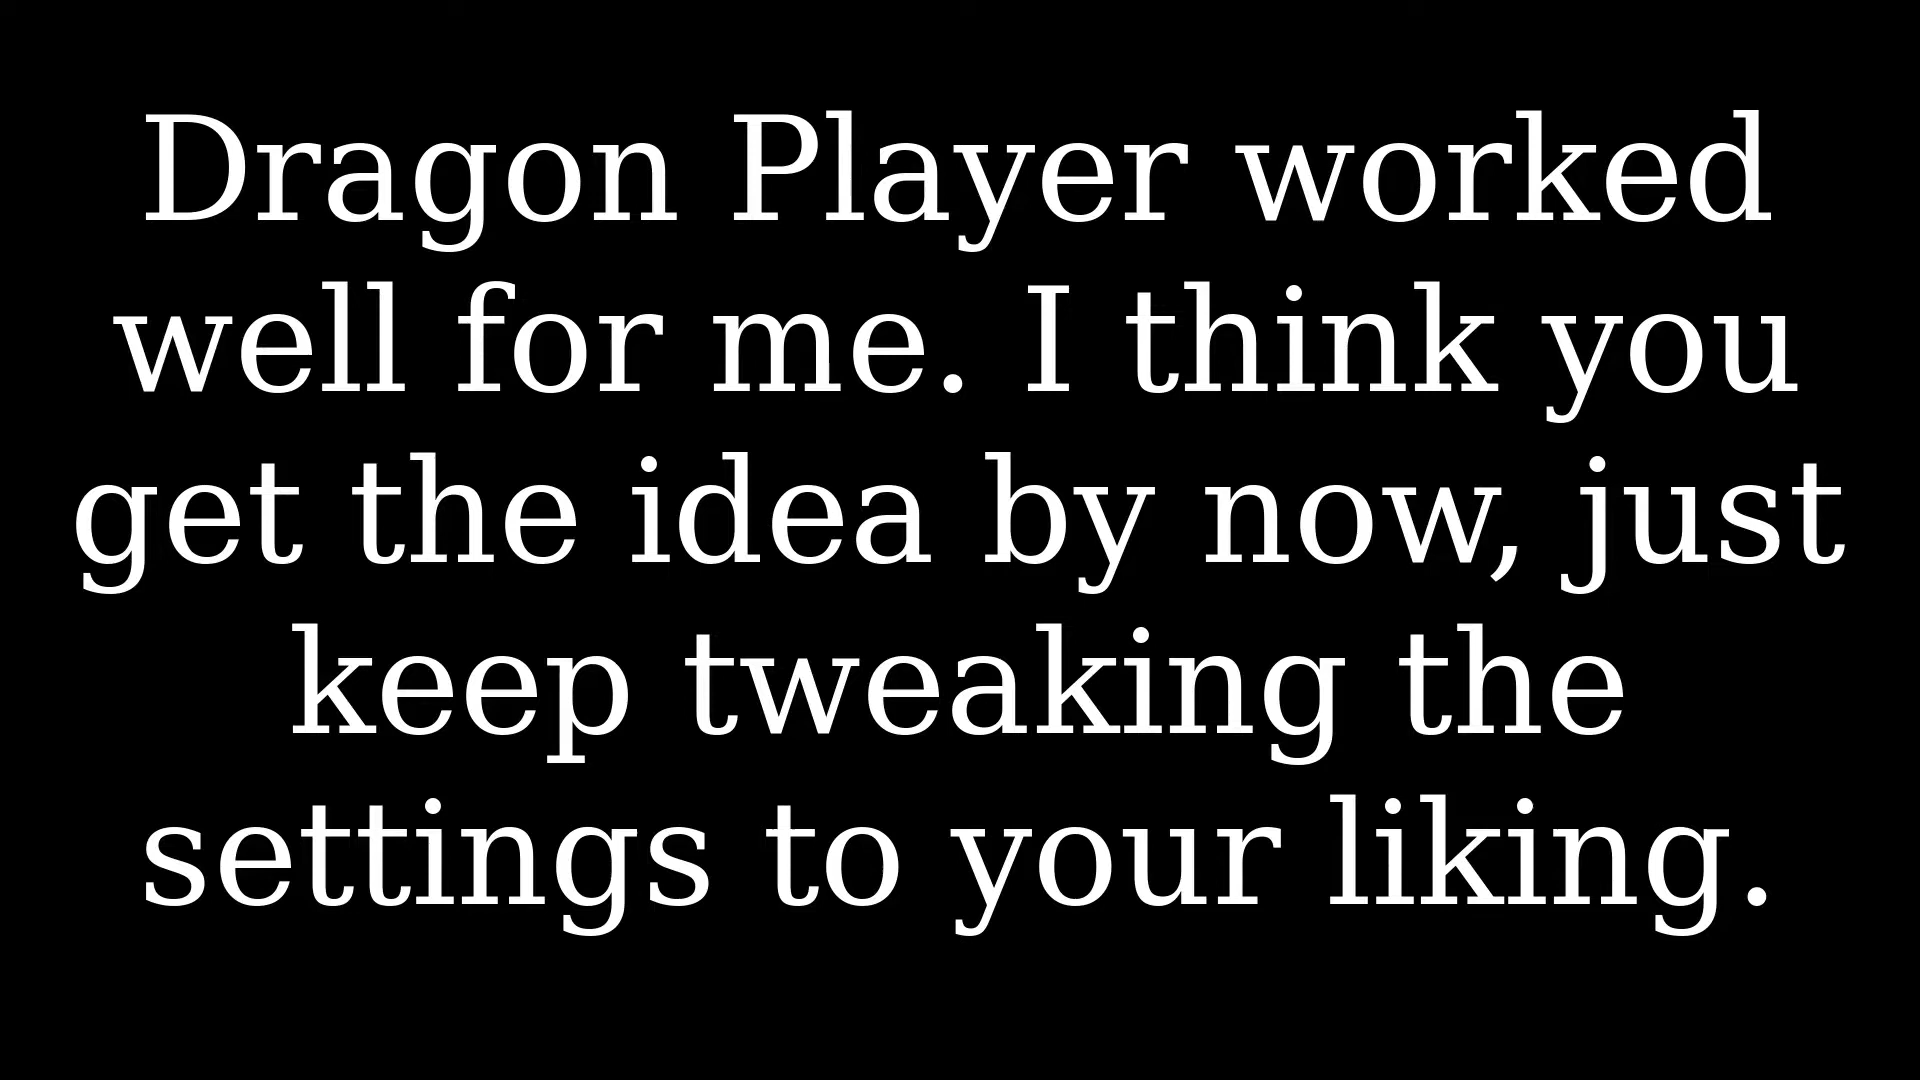 Dragon Player worked
well for me. I think you
get the idea by now, just
keep tweaking the
settings to your liking.